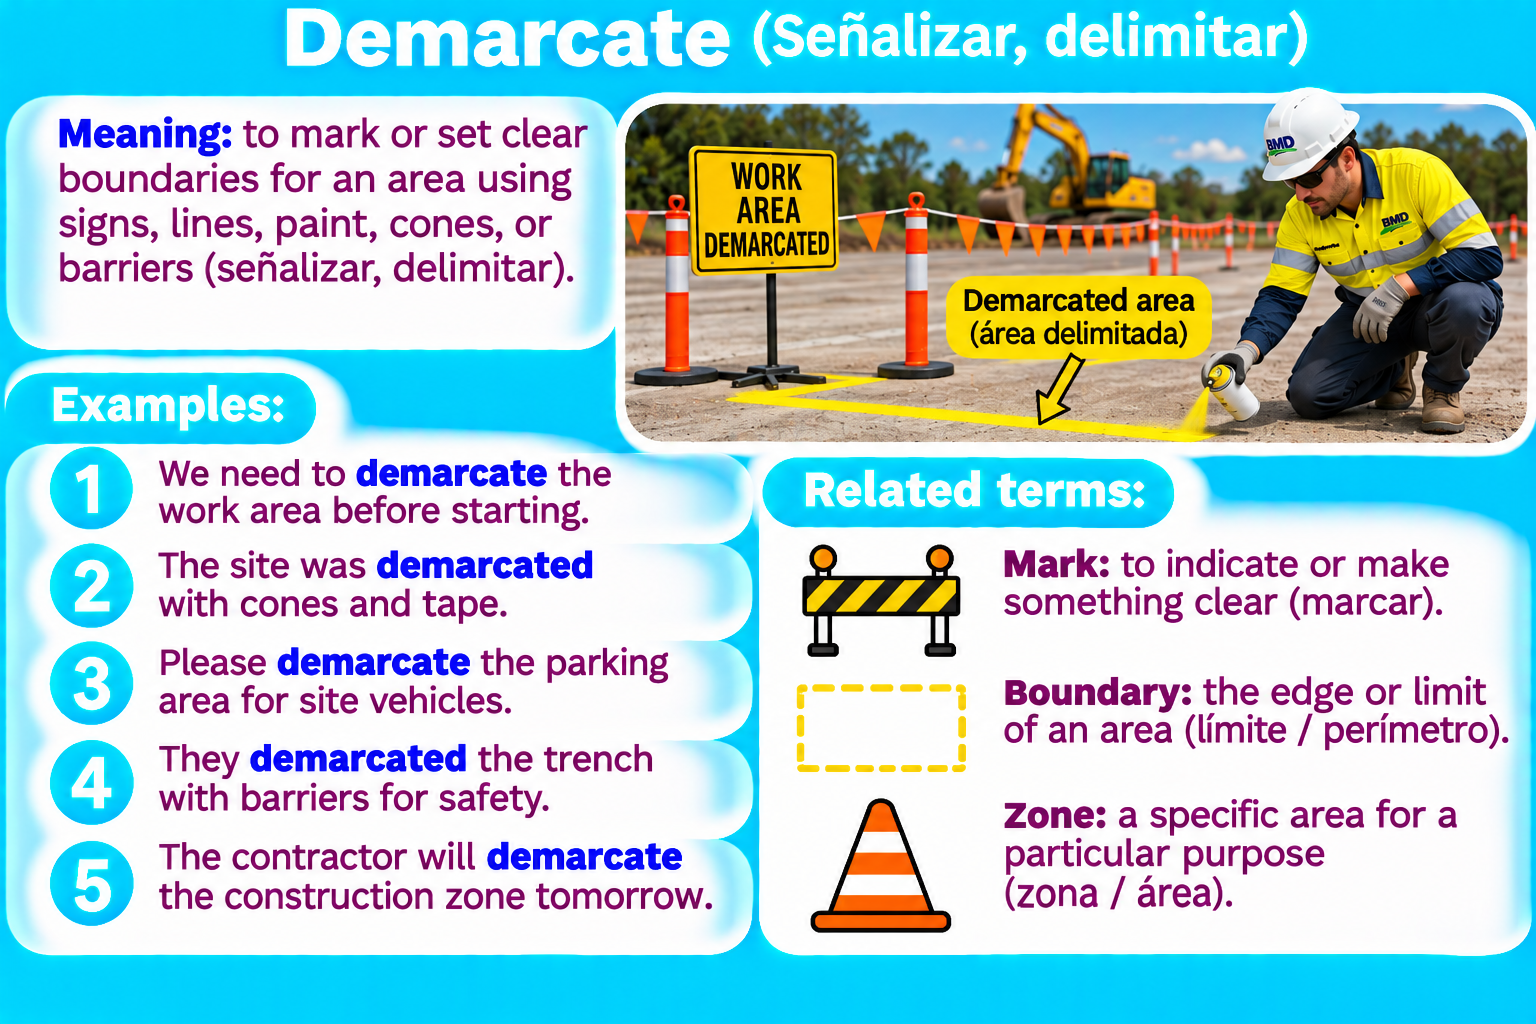 Demarcate (Señalizar, delimitar)
Meaning: to mark or set clear
boundaries for an area using
signs, lines, paint, cones, or
barriers (señalizar, delimitar).
WORK
AREA
DEMARCATED
BMD
BMD
Demarcated area
(área delimitada)
Examples:
1 We need to demarcate the
work area before starting.
2 The site was demarcated
with cones and tape.
3 Please demarcate the parking
area for site vehicles.
4 They demarcated the trench
with barriers for safety.
5 The contractor will demarcate
the construction zone tomorrow.
Related terms:
Mark: to indicate or make
something clear (marcar).
Boundary: the edge or limit
of an area (límite / perímetro).
Zone: a specific area for a
particular purpose
(zona / área).